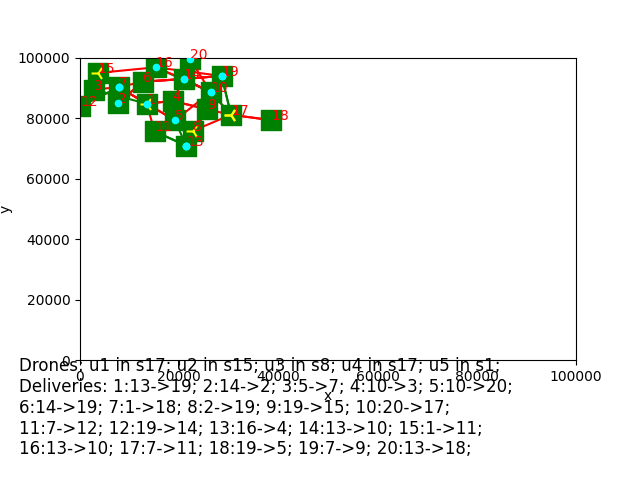 100000
80000
60000
40000
20000
0
y
0 20000 40000 60000 80000 100000
x
20
16
19
15
17
18
Drones: u1 in s17; u2 in s15; u3 in s8; u4 in s17; u5 in s1;
Deliveries: 1:13->19; 2:14->2; 3:5->7; 4:10->3; 5:10->20;
6:14->19; 7:1->18; 8:2->19; 9:19->15; 10:20->17;
11:7->12; 12:19->14; 13:16->4; 14:13->10; 15:1->11;
16:13->10; 17:7->11; 18:19->5; 19:7->9; 20:13->18;